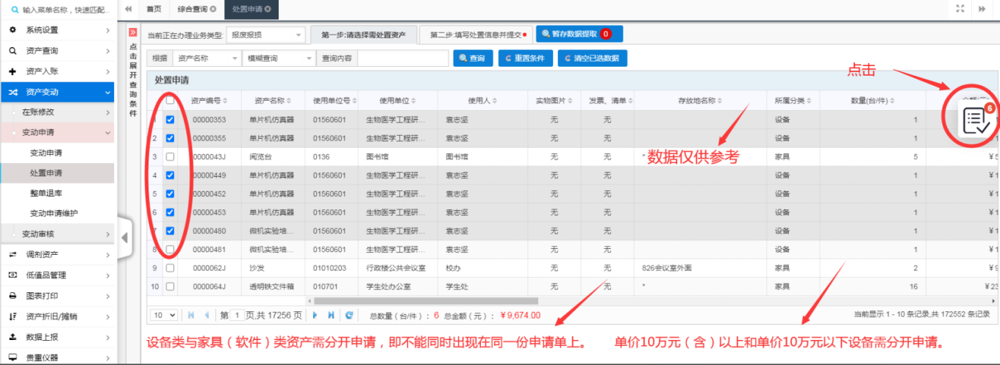 输入菜单名称，快速匹配...
首页 综合查询 处置申请
系统设置
资产查询
资产入账
资产变动
在账修改
变动申请
变动申请
处置申请
整单退库
变动申请维护
变动审核
调剂资产
低值品管理
图表打印
资产折旧/摊销
数据上报
贵重仪器
点击展开查询条件
当前正在办理业务类型: 报废报损 第一步:请选择需处置资产 第二步:填写处置信息并提交 暂存数据提取 0
根据 资产名称 模糊查询 查询内容 查询 重置条件 清空已选数据
处置申请
点击
资产编号 资产名称 使用单位号 使用单位 使用人 实物图片 发票、清单 存放地名称 所属分类 数量(台/件)
6
1 00000353 单片机仿真器 01560601 生物医学工程研... 袁志坚 无 无 设备 1
2 00000355 单片机仿真器 01560601 生物医学工程研... 袁志坚 无 无 设备 1 ¥1
3 0000043J 阅览台 0136 图书馆 图书馆 无 无 * 家具 5 ¥5
数据仅供参考
4 00000449 单片机仿真器 01560601 生物医学工程研... 袁志坚 无 无 设备 1 ¥1
5 00000452 单片机仿真器 01560601 生物医学工程研... 袁志坚 无 无 设备 1 ¥1
6 00000453 单片机仿真器 01560601 生物医学工程研... 袁志坚 无 无 设备 1 ¥1
7 00000480 微机实验培... 01560601 生物医学工程研... 袁志坚 无 无 设备 1 ¥1
8 00000481 微机实验培... 01560601 生物医学工程研... 袁志坚 无 无 设备 1 ¥1
9 0000062J 沙发 01010203 行政楼公共会议室 校办 无 无 826会议室外面 家具 2 ¥9
10 0000064J 透明铁文件箱 010701 学生处办公室 学生处 无 无 * 家具 16 ¥23
10 第 1 页,共 17256 页 总数量（台/件）: 6 总金额（元）: ¥9,674.00 当前显示 1 - 10 条记录,共 172552 条记录
设备类与家具（软件）类资产需分开申请，即不能同时出现在同一份申请单上。 单价10万元（含）以上和单价10万元以下设备需分开申请。